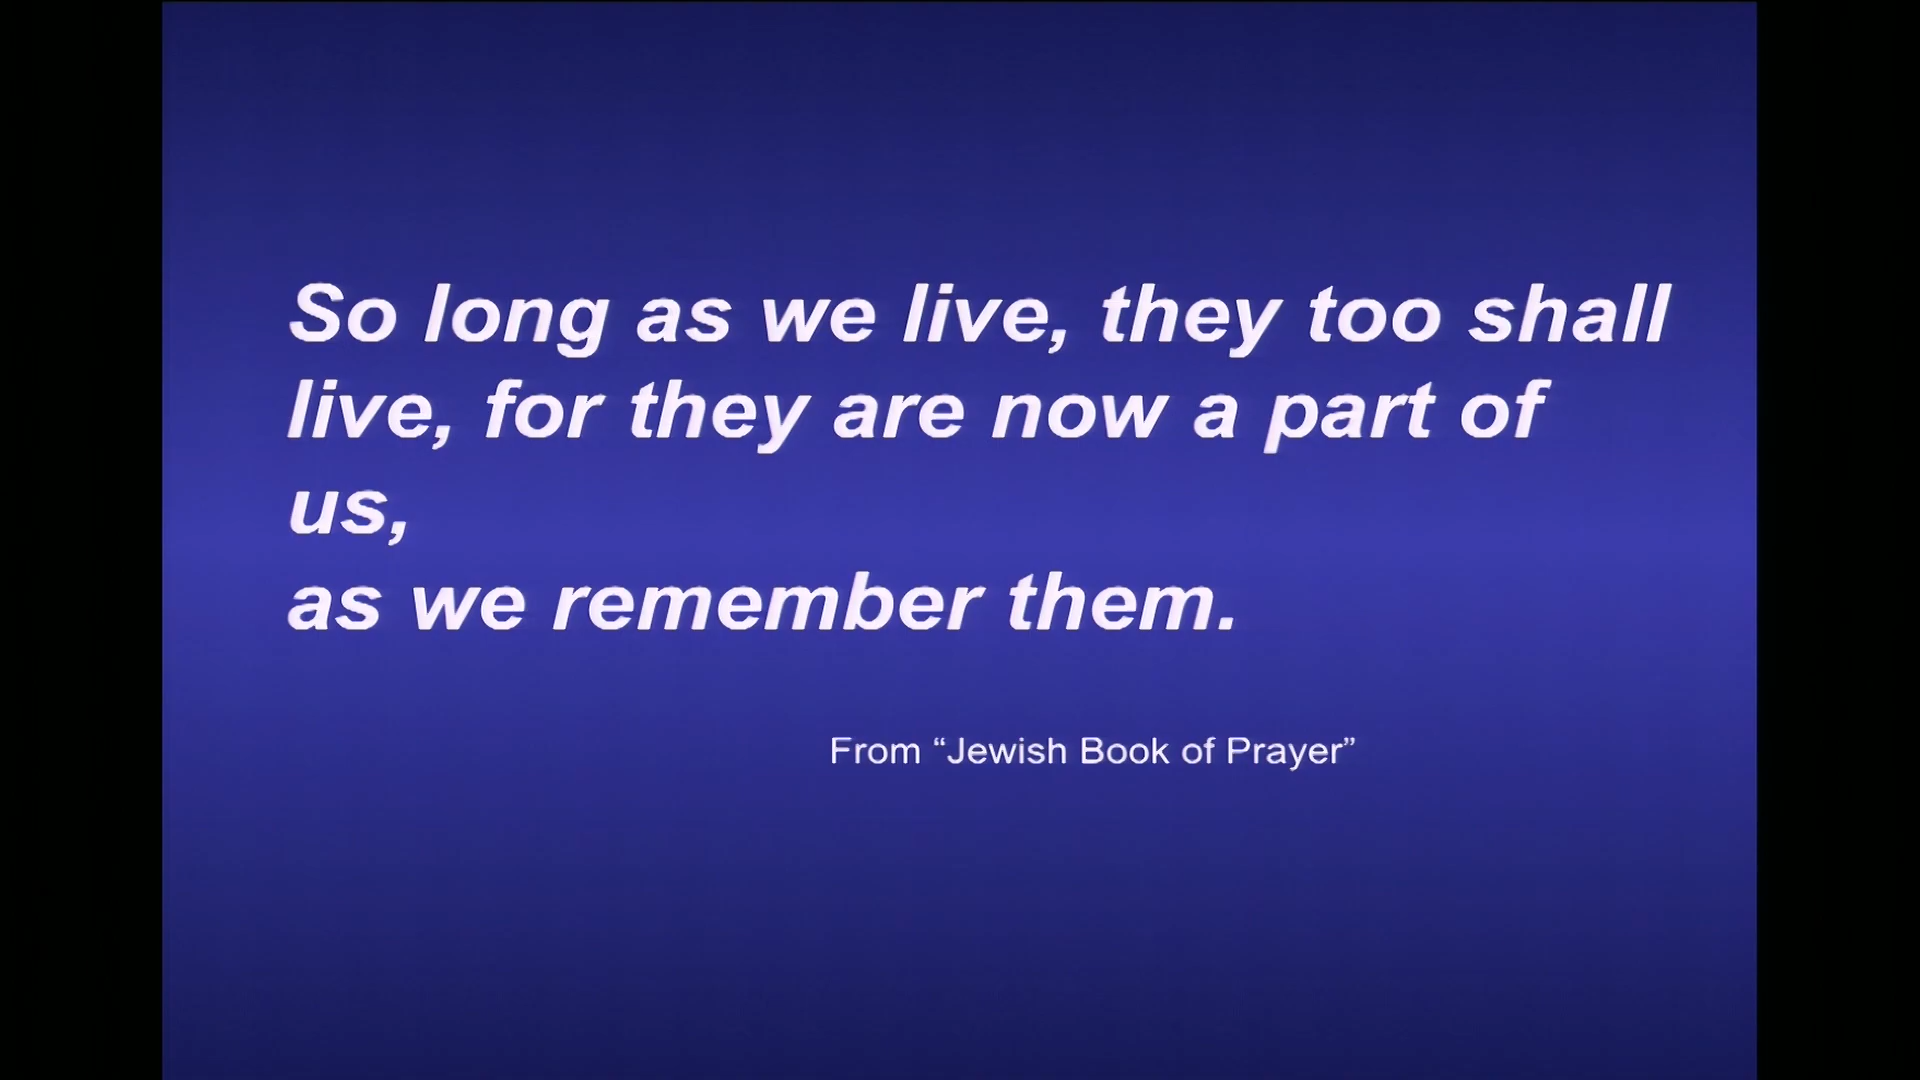 So long as we live, they too shall
live, for they are now a part of
us,
as we remember them.
From “Jewish Book of Prayer”